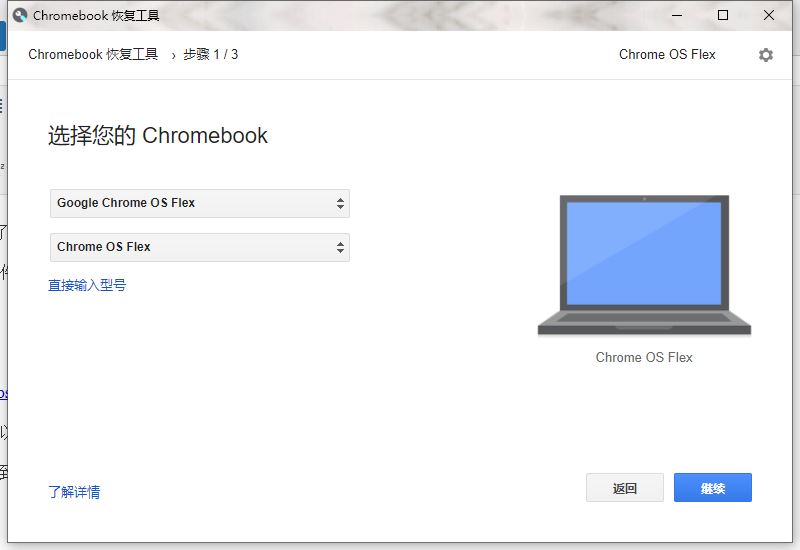 Chromebook 恢复工具
Chromebook 恢复工具 › 步骤 1 / 3 Chrome OS Flex
选择您的 Chromebook
Google Chrome OS Flex
Chrome OS Flex
直接输入型号
Chrome OS Flex
了解详情 返回 继续